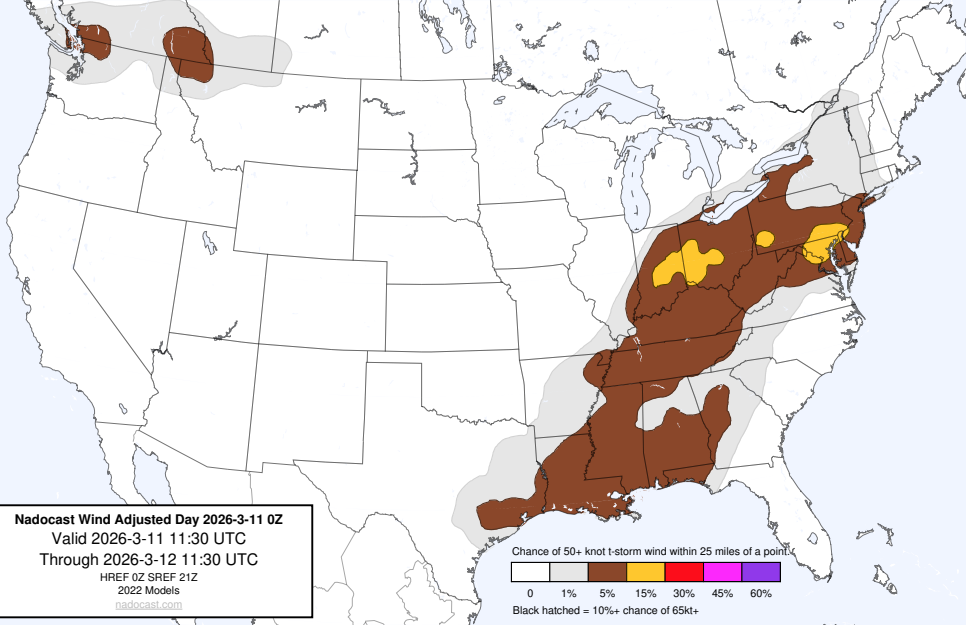 Nadocast Wind Adjusted Day 2026-3-11 0Z
Valid 2026-3-11 11:30 UTC
Through 2026-3-12 11:30 UTC
HREF 0Z SREF 21Z
2022 Models
nadocast.com
Chance of 50+ knot t-storm wind within 25 miles of a point.
0 1% 5% 15% 30% 45% 60%
Black hatched = 10%+ chance of 65kt+